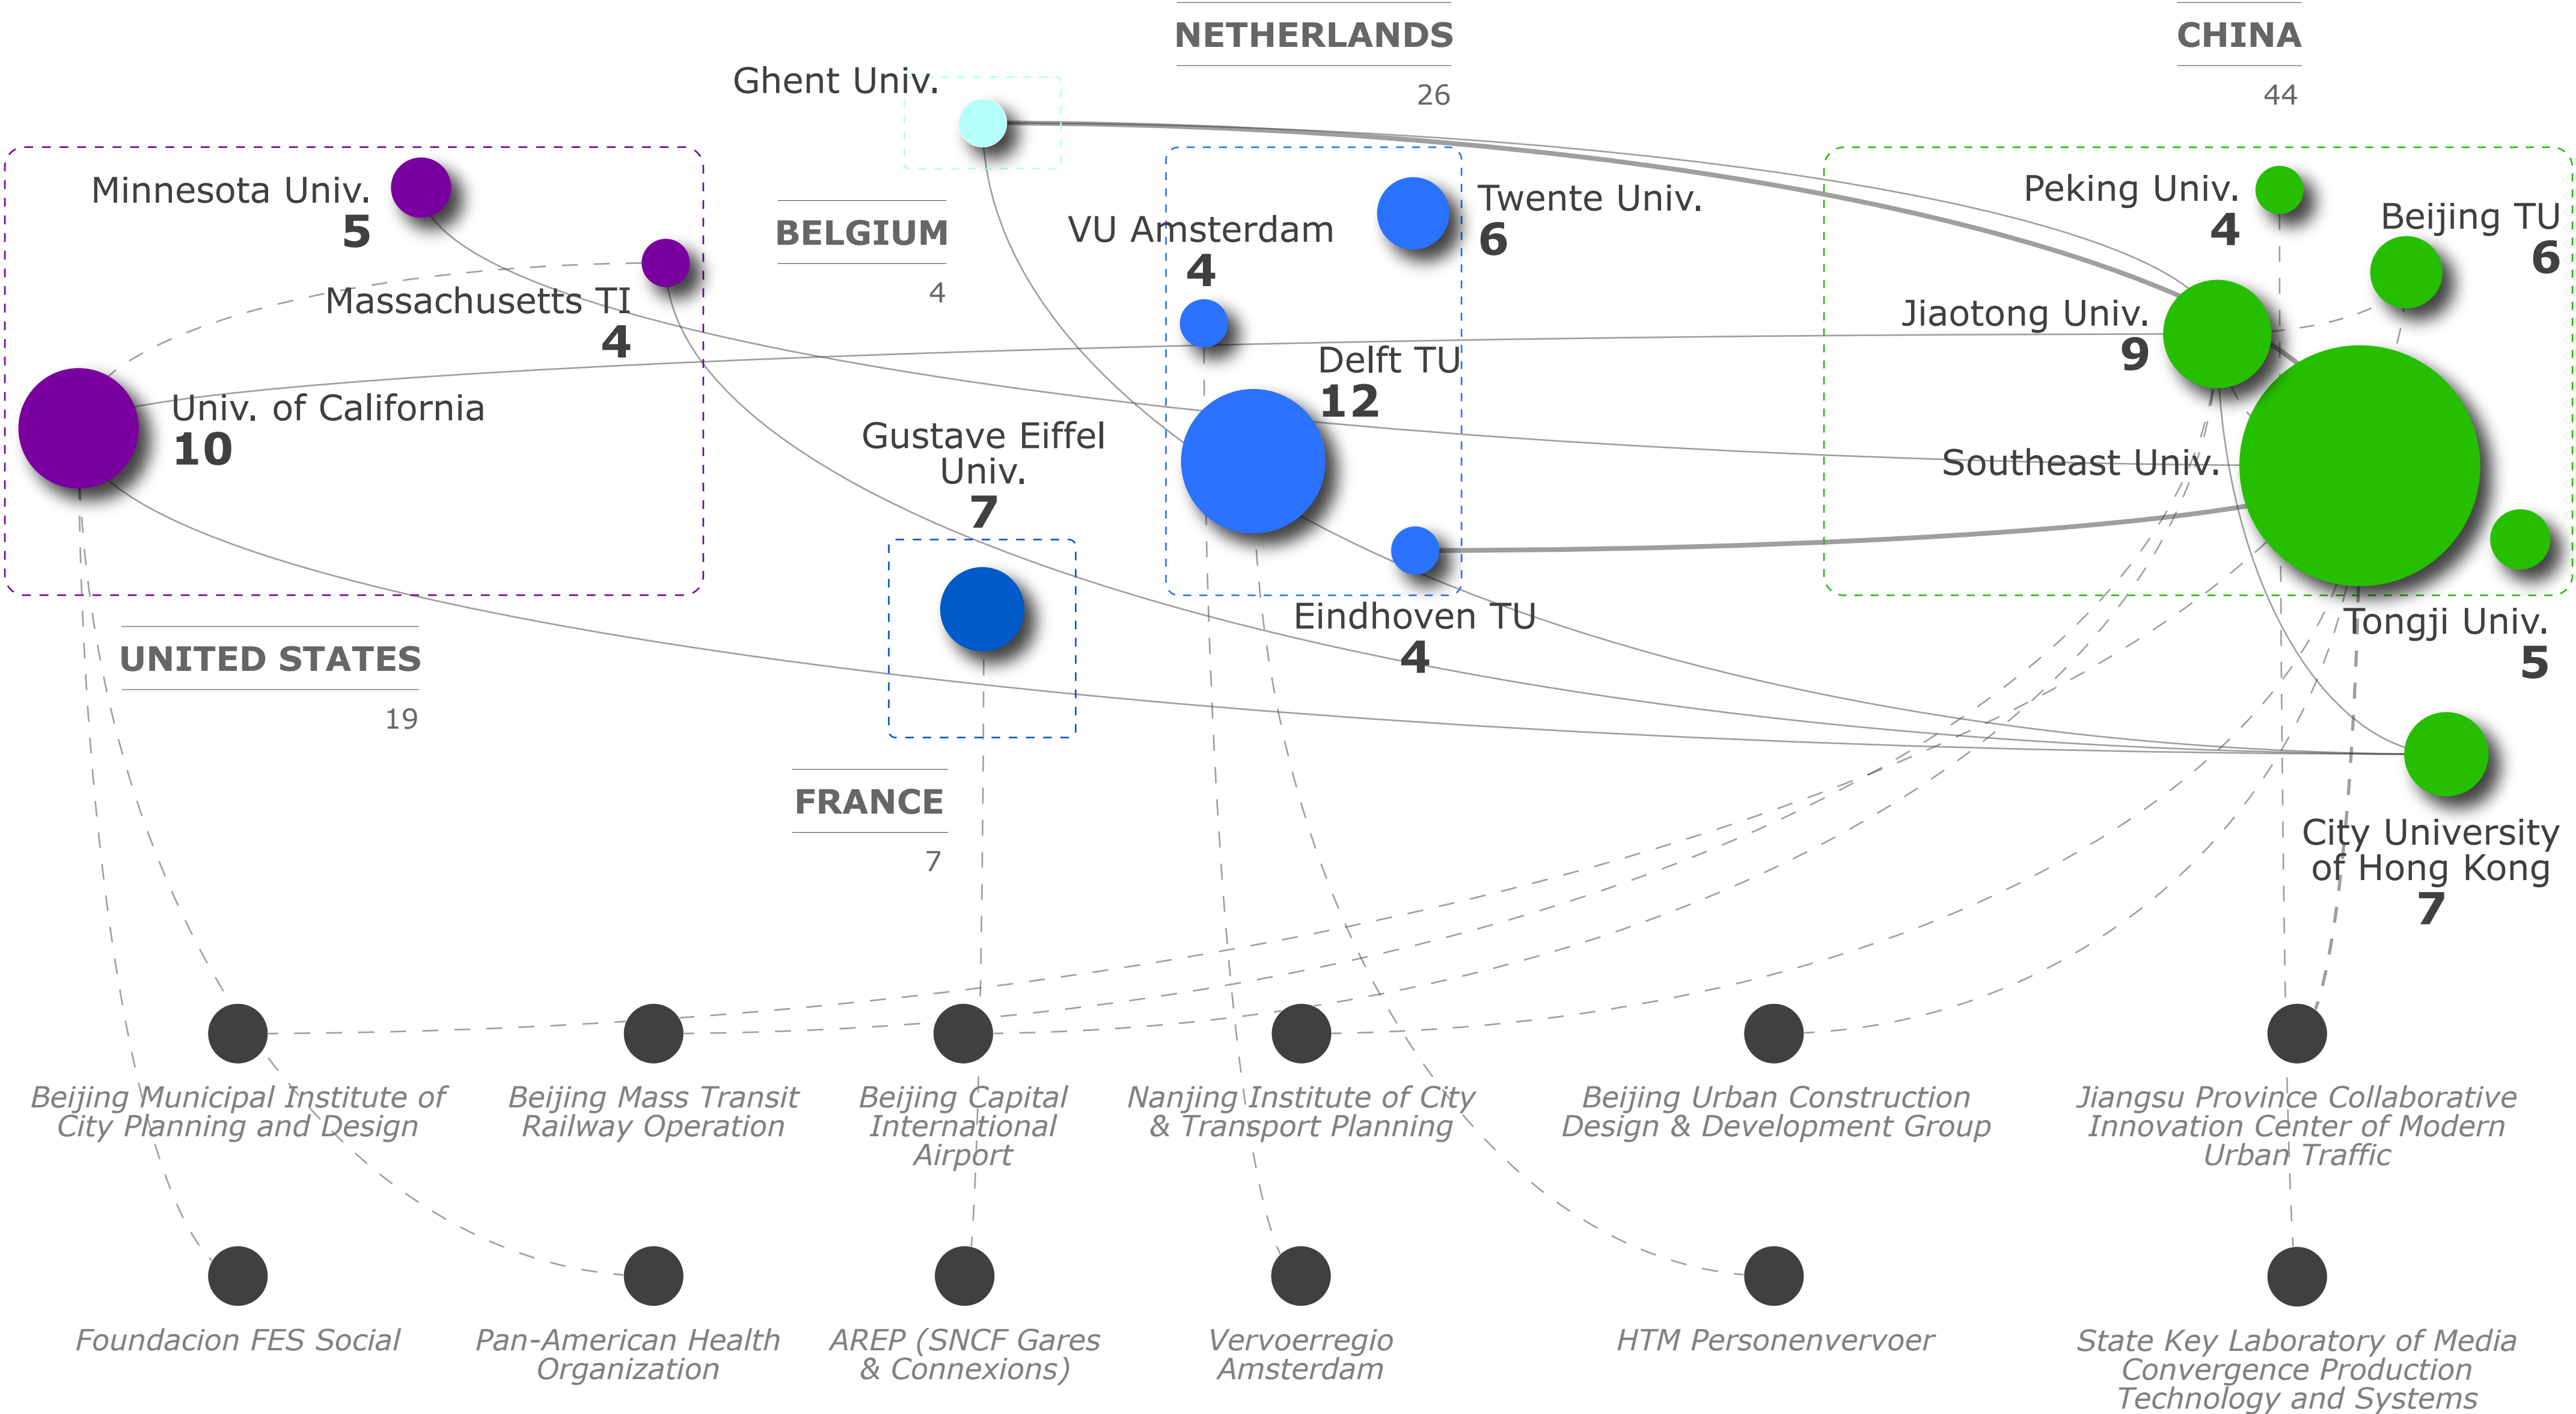 NETHERLANDS
26
CHINA
44
Ghent Univ.
Minnesota Univ.
5
BELGIUM
4
VU Amsterdam
4
Twente Univ.
6
Peking Univ.
4
Beijing TU
6
Massachusetts TI
4
Jiaotong Univ.
9
Delft TU
12
Univ. of California
10
Gustave Eiffel
Univ.
7
Southeast Univ.
Eindhoven TU
4
Tongji Univ.
5
UNITED STATES
19
FRANCE
7
City University
of Hong Kong
7
Beijing Municipal Institute of
City Planning and Design
Beijing Mass Transit
Railway Operation
Beijing Capital
International
Airport
Nanjing Institute of City
& Transport Planning
Beijing Urban Construction
Design & Development Group
Jiangsu Province Collaborative
Innovation Center of Modern
Urban Traffic
Foundacion FES Social
Pan-American Health
Organization
AREP (SNCF Gares
& Connexions)
Vervoerregio
Amsterdam
HTM Personenvervoer
State Key Laboratory of Media
Convergence Production
Technology and Systems